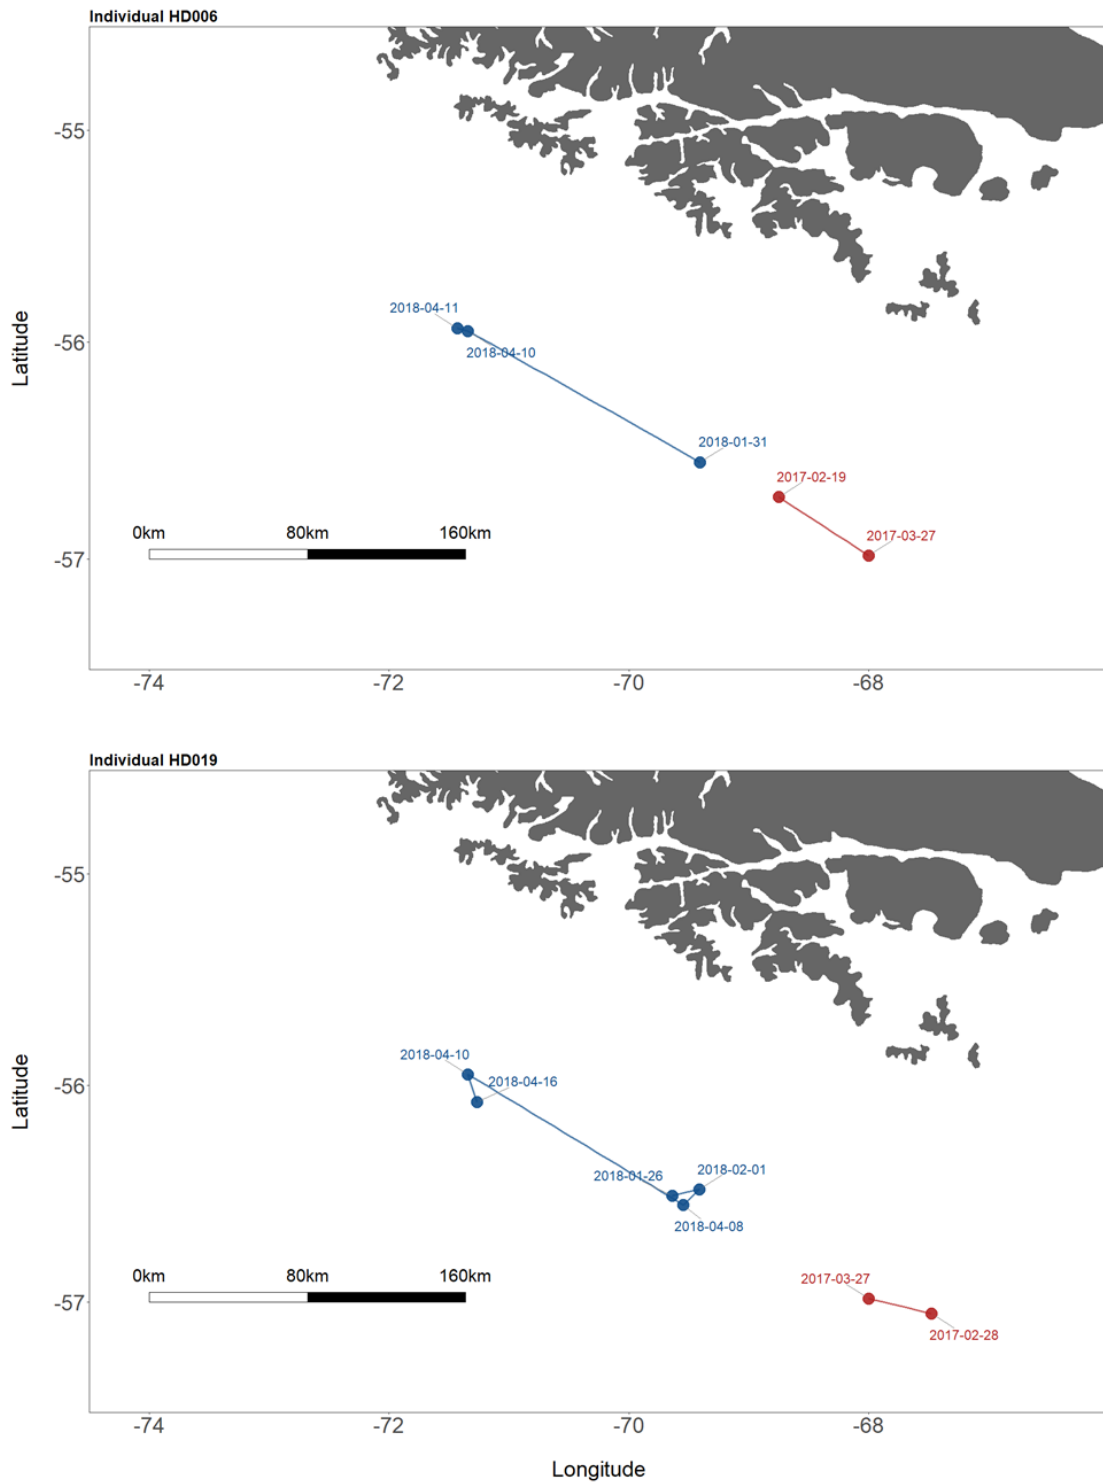 Individual HD006
-55
2018-04-11
-56
2018-04-10
Latitude
2018-01-31
2017-02-19
0km 80km 160km
2017-03-27
-57
-74 -72 -70 -68
Individual HD019
-55
2018-04-10
2018-04-16
-56
Latitude
2018-01-26 2018-02-01
2018-04-08
0km 80km 160km
2017-03-27
-57
2017-02-28
-74 -72 -70 -68
Longitude